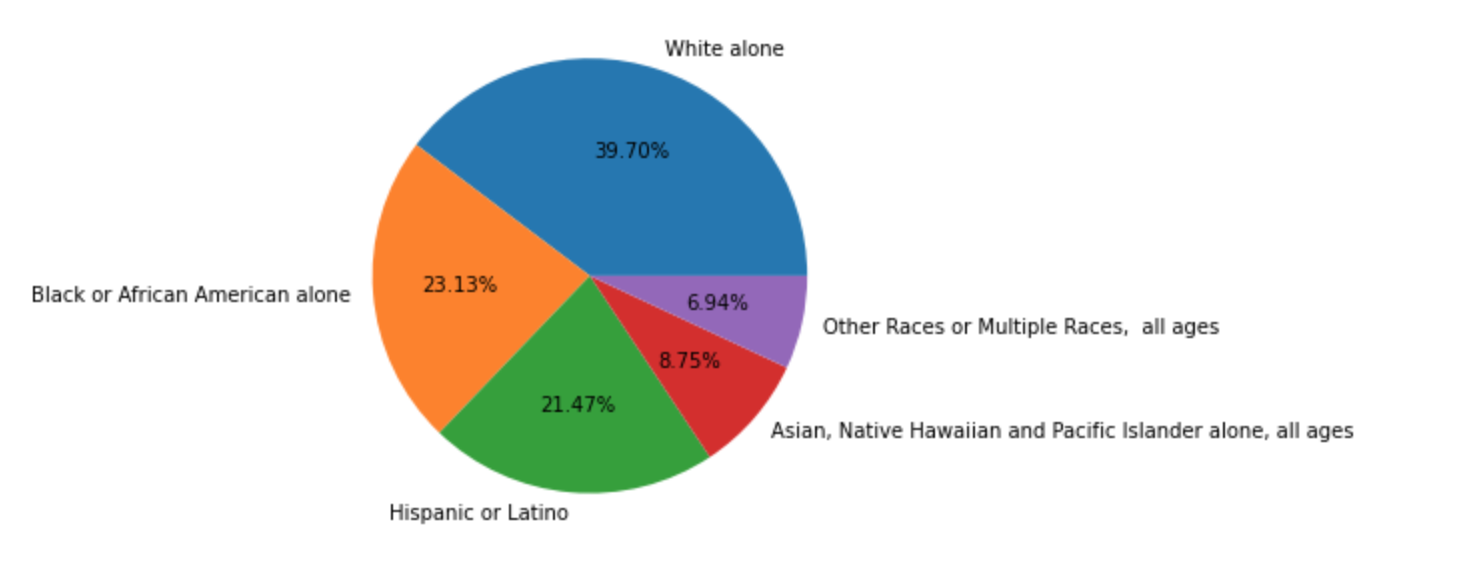 White alone
39.70%
23.13%
Black or African American alone
6.94%
Other Races or Multiple Races,  all ages
8.75%
21.47%
Asian, Native Hawaiian and Pacific Islander alone, all ages
Hispanic or Latino